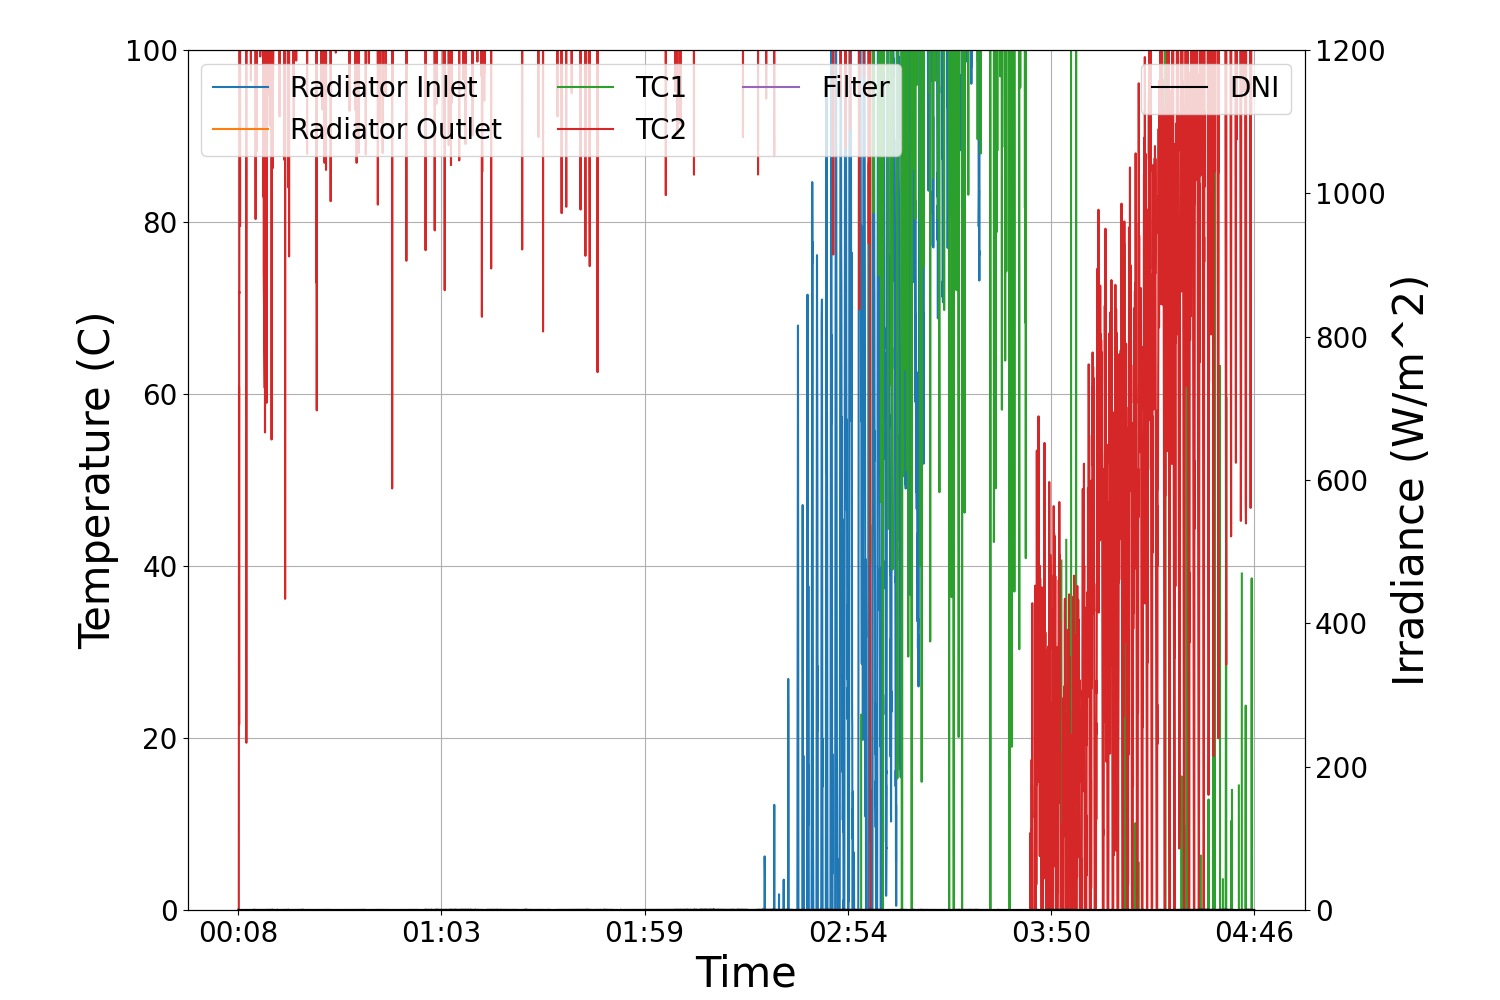 Radiator Inlet
Radiator Outlet
TC1
TC2
Filter
DNI
Temperature (C)
100
80
60
40
20
0
1200
1000
800
600
400
200
0
Irradiance (W/m^2)
00:08 01:03 01:59 02:54 03:50 04:46
Time